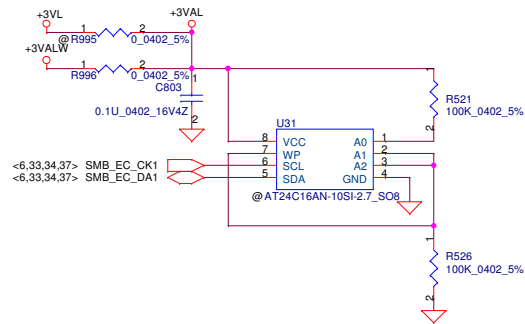 +3VL
+3VAL
1
2
@ R995
0_0402_5%
+3VALW
1
2
R996
0_0402_5%
C803
1
0.1U_0402_16V4Z
2
1
R521
100K_0402_5%
2
U31
8 VCC A0 1
7 WP A1 2
<6,33,34,37> SMB_EC_CK1 6 SCL A2 3
<6,33,34,37> SMB_EC_DA1 5 SDA GND 4
@ AT24C16AN-10SI-2.7_SO8
1
R526
100K_0402_5%
2